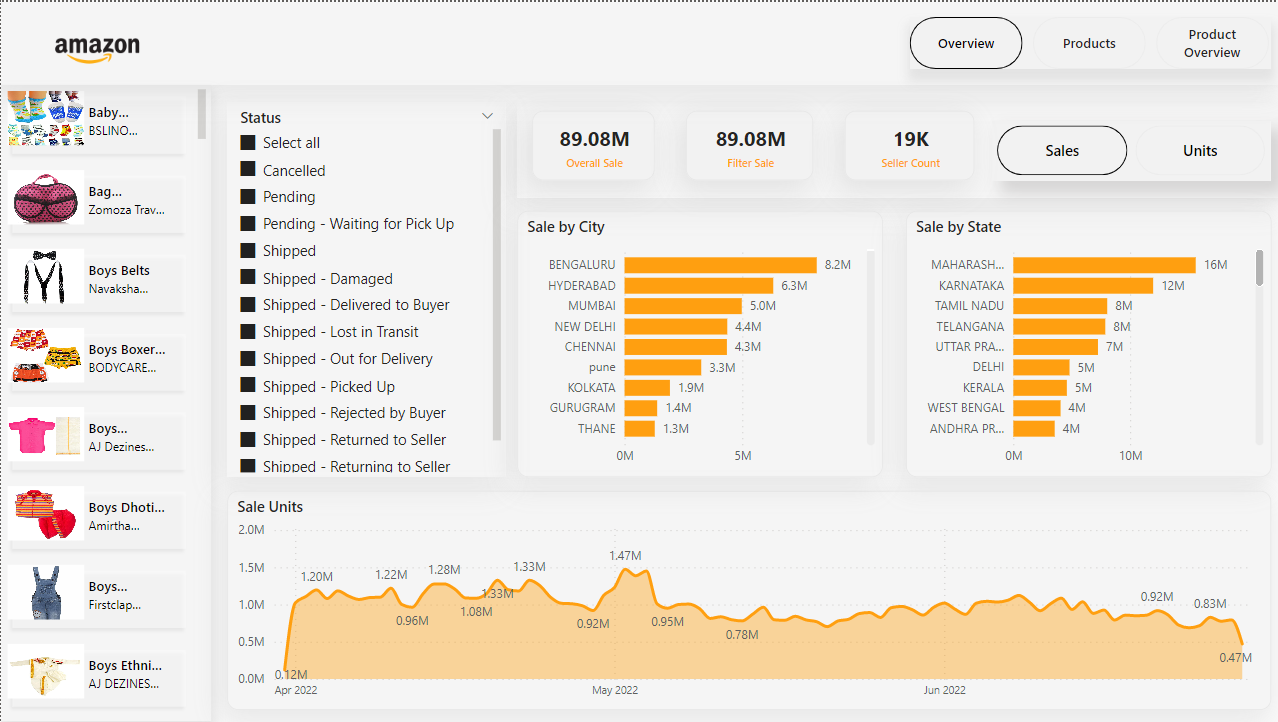 amazon
Overview
Products
Product
Overview
Baby...
BSLINO...
Bag...
Zomoza Trav...
Boys Belts
Navaksha...
Boys Boxer...
BODYCARE...
Boys...
AJ Dezines...
Boys Dhoti...
Amirtha...
Boys...
Firstclap...
Boys Ethni...
AJ DEZINES...
Status
Select all
Cancelled
Pending
Pending - Waiting for Pick Up
Shipped
Shipped - Damaged
Shipped - Delivered to Buyer
Shipped - Lost in Transit
Shipped - Out for Delivery
Shipped - Picked Up
Shipped - Rejected by Buyer
Shipped - Returned to Seller
Shipped - Returning to Seller
89.08M
Overall Sale
89.08M
Filter Sale
19K
Seller Count
Sales
Units
Sale by City
BENGALURU 8.2M
HYDERABAD 6.3M
MUMBAI 5.0M
NEW DELHI 4.4M
CHENNAI 4.3M
pune 3.3M
KOLKATA 1.9M
GURUGRAM 1.4M
THANE 1.3M
0M 5M
Sale by State
MAHARASH... 16M
KARNATAKA 12M
TAMIL NADU 8M
TELANGANA 8M
UTTAR PRA... 7M
DELHI 5M
KERALA 5M
WEST BENGAL 4M
ANDHRA PR... 4M
0M 10M
Sale Units
2.0M
1.5M
1.0M
0.5M
0.0M
0.12M
1.20M
1.22M
0.96M
1.28M
1.08M
1.33M
1.33M
0.92M
1.47M
0.95M
0.78M
0.92M
0.83M
0.47M
Apr 2022 May 2022 Jun 2022